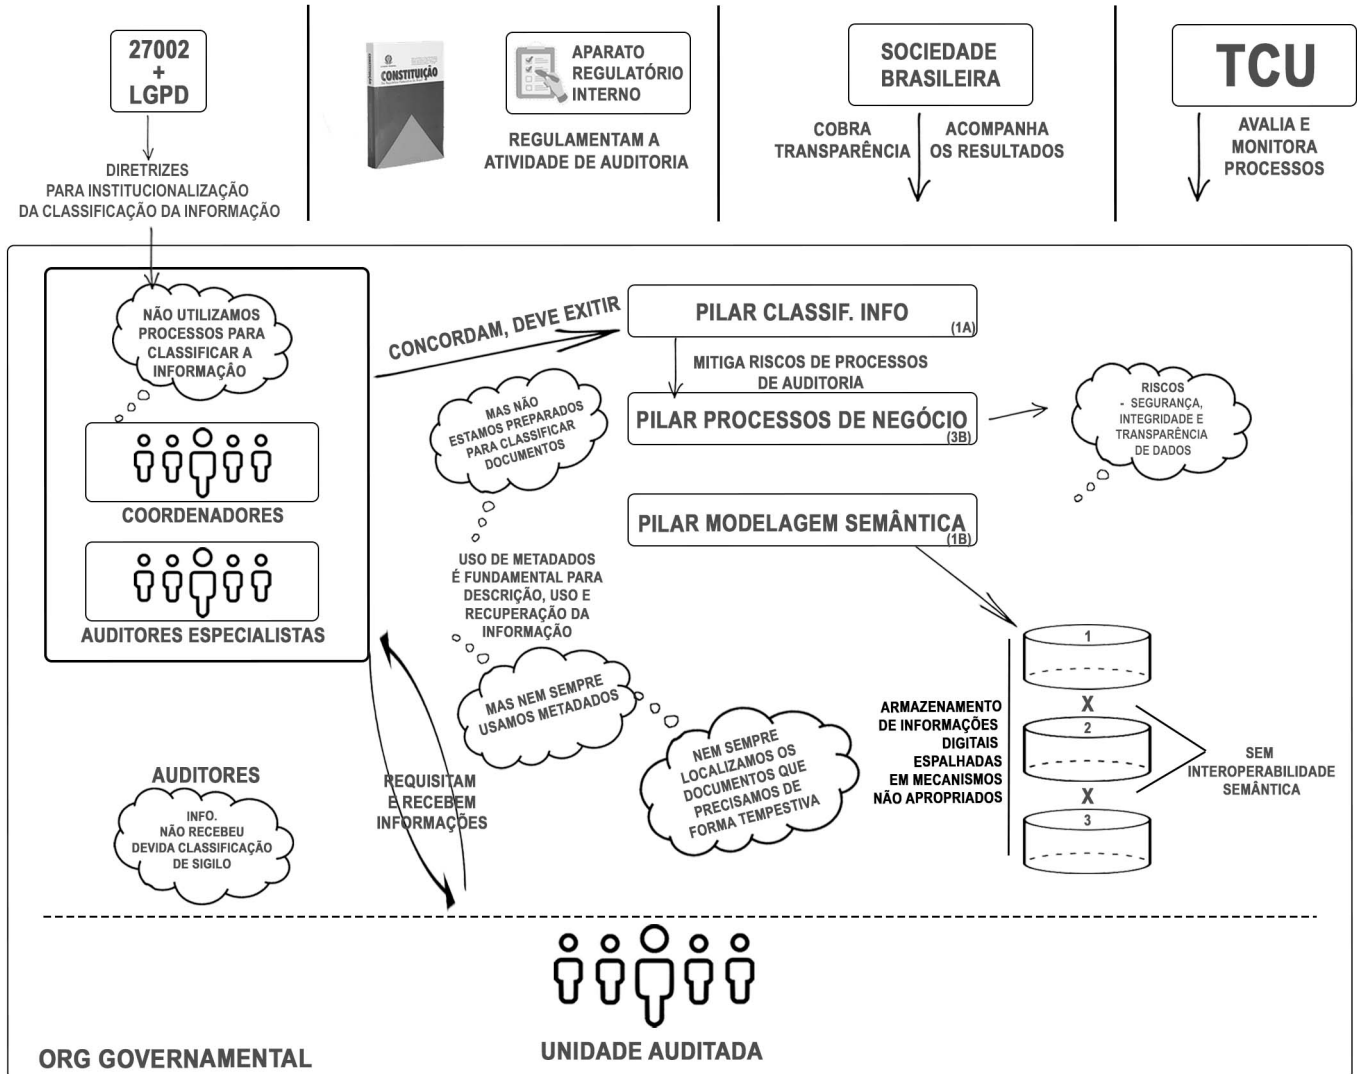 27002
+
LGPD
DIRETRIZES
PARA INSTITUCIONALIZAÇÃO
DA CLASSIFICAÇÃO DA INFORMAÇÃO
CONSTITUIÇÃO
APARATO
REGULATÓRIO
INTERNO
REGULAMENTAM A
ATIVIDADE DE AUDITORIA
SOCIEDADE
BRASILEIRA
COBRA
TRANSPARÊNCIA
ACOMPANHA
OS RESULTADOS
TCU
AVALIA E
MONITORA
PROCESSOS
NÃO UTILIZAMOS
PROCESSOS PARA
CLASSIFICAR A
INFORMAÇÃO
COORDENADORES
AUDITORES ESPECIALISTAS
CONCORDAM, DEVE EXITIR
PILAR CLASSIF. INFO
(1A)
MITIGA RISCOS DE PROCESSOS
DE AUDITORIA
PILAR PROCESSOS DE NEGÓCIO
(3B)
RISCOS
- SEGURANÇA,
INTEGRIDADE E
TRANSPARÊNCIA
DE DADOS
MAS NÃO
ESTAMOS PREPARADOS
PARA CLASSIFICAR
DOCUMENTOS
PILAR MODELAGEM SEMÂNTICA
(1B)
USO DE METADADOS
É FUNDAMENTAL PARA
DESCRIÇÃO, USO E
RECUPERAÇÃO DA
INFORMAÇÃO
MAS NEM SEMPRE
USAMOS METADADOS
NEM SEMPRE
LOCALIZAMOS OS
DOCUMENTOS QUE
PRECISAMOS DE
FORMA TEMPESTIVA
ARMAZENAMENTO
DE INFORMAÇÕES
DIGITAIS
ESPALHADAS
EM MECANISMOS
NÃO APROPRIADOS
1
X
2
X
3
SEM
INTEROPERABILIDADE
SEMÂNTICA
AUDITORES
INFO.
NÃO RECEBEU
DEVIDA CLASSIFICAÇÃO
DE SIGILO
REQUISITAM
E RECEBEM
INFORMAÇÕES
UNIDADE AUDITADA
ORG GOVERNAMENTAL